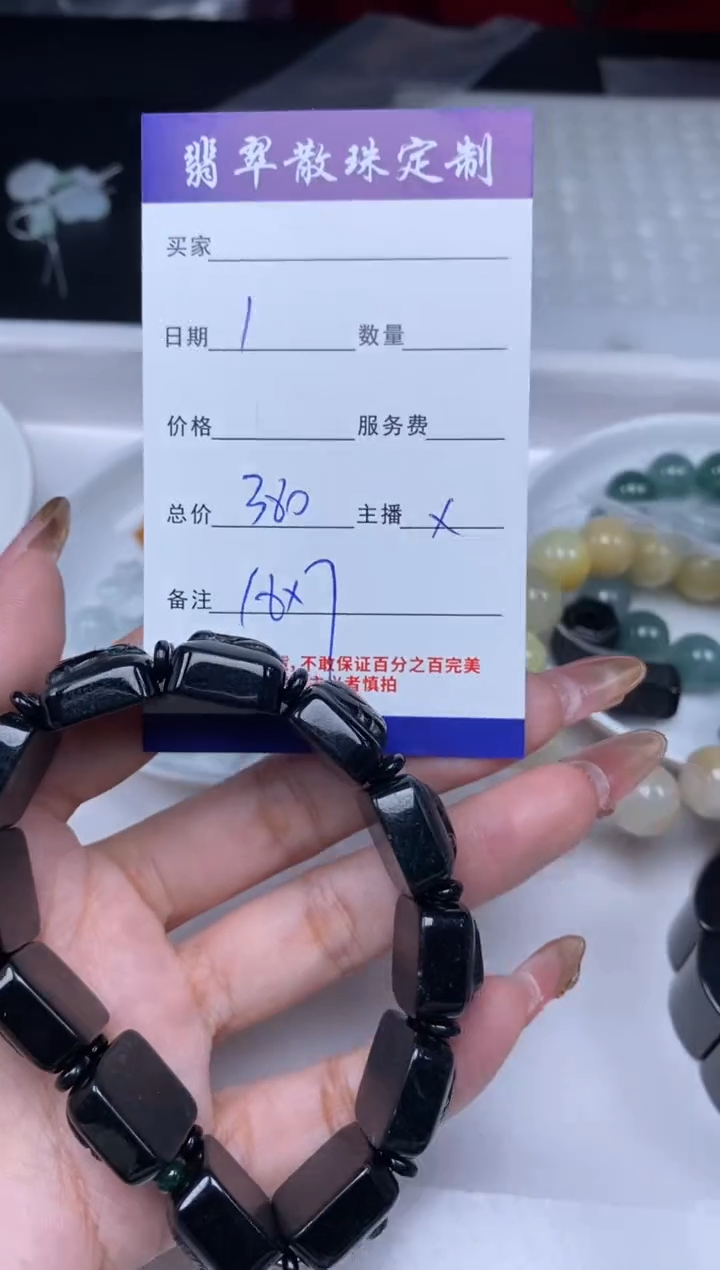 翡翠散珠定制
买家
日期 1 数量
价格 服务费
总价 380 主播 X
备注 18x7
,不敢保证百分之百完美
者慎拍